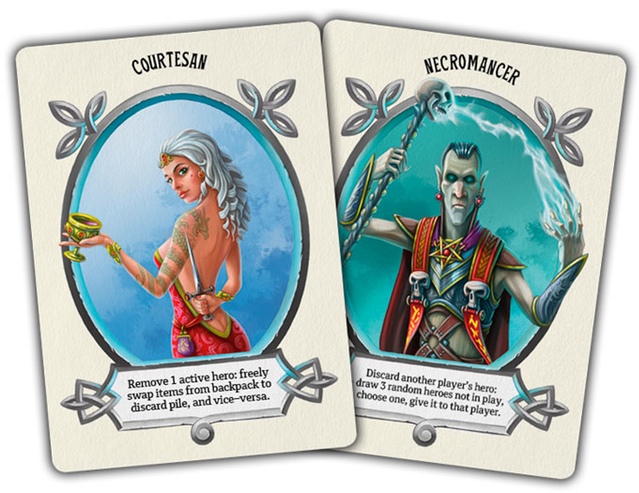 COURTESAN
Remove 1 active hero: freely
swap items from backpack to
discard pile, and vice-versa.
NECROMANCER
Discard another player's hero:
draw 3 random heroes not in play,
choose one, give it to that player.